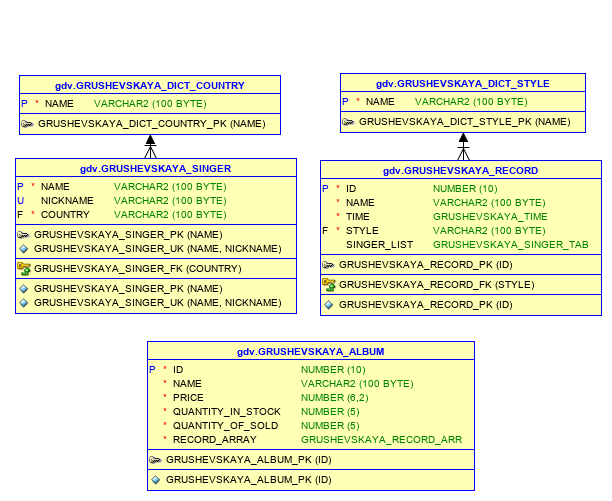 gdv.GRUSHEVSKAYA_DICT_COUNTRY
P * NAME VARCHAR2 (100 BYTE)
GRUSHEVSKAYA_DICT_COUNTRY_PK (NAME)
gdv.GRUSHEVSKAYA_DICT_STYLE
P * NAME VARCHAR2 (100 BYTE)
GRUSHEVSKAYA_DICT_STYLE_PK (NAME)
gdv.GRUSHEVSKAYA_SINGER
P * NAME VARCHAR2 (100 BYTE)
U NICKNAME VARCHAR2 (100 BYTE)
F * COUNTRY VARCHAR2 (100 BYTE)
GRUSHEVSKAYA_SINGER_PK (NAME)
GRUSHEVSKAYA_SINGER_UK (NAME, NICKNAME)
GRUSHEVSKAYA_SINGER_FK (COUNTRY)
GRUSHEVSKAYA_SINGER_PK (NAME)
GRUSHEVSKAYA_SINGER_UK (NAME, NICKNAME)
gdv.GRUSHEVSKAYA_RECORD
P * ID NUMBER (10)
* NAME VARCHAR2 (100 BYTE)
* TIME GRUSHEVSKAYA_TIME
F * STYLE VARCHAR2 (100 BYTE)
SINGER_LIST GRUSHEVSKAYA_SINGER_TAB
GRUSHEVSKAYA_RECORD_PK (ID)
GRUSHEVSKAYA_RECORD_FK (STYLE)
GRUSHEVSKAYA_RECORD_PK (ID)
gdv.GRUSHEVSKAYA_ALBUM
P * ID NUMBER (10)
* NAME VARCHAR2 (100 BYTE)
* PRICE NUMBER (6,2)
* QUANTITY_IN_STOCK NUMBER (5)
* QUANTITY_OF_SOLD NUMBER (5)
* RECORD_ARRAY GRUSHEVSKAYA_RECORD_ARR
GRUSHEVSKAYA_ALBUM_PK (ID)
GRUSHEVSKAYA_ALBUM_PK (ID)